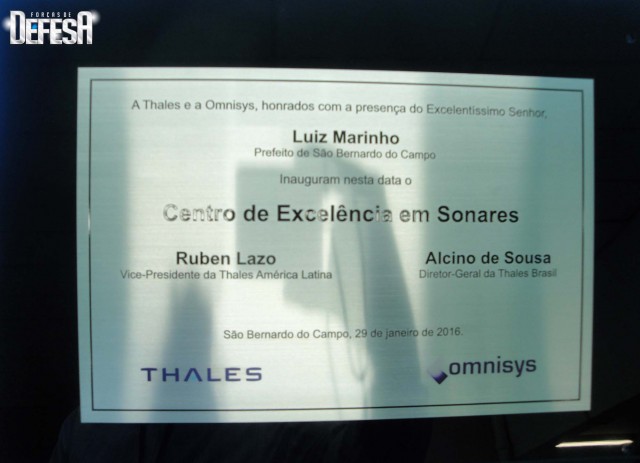 FORÇAS DE
DEFESA
A Thales e a Omnisys, honrados com a presença do Excelentíssimo Senhor,
Luiz Marinho
Prefeito de São Bernardo do Campo
Inauguram nesta data o
Centro de Excelência em Sonares
Ruben Lazo
Vice-Presidente da Thales América Latina
Alcino de Sousa
Diretor-Geral da Thales Brasil
São Bernardo do Campo, 29 de janeiro de 2016.
THALES
omnisys